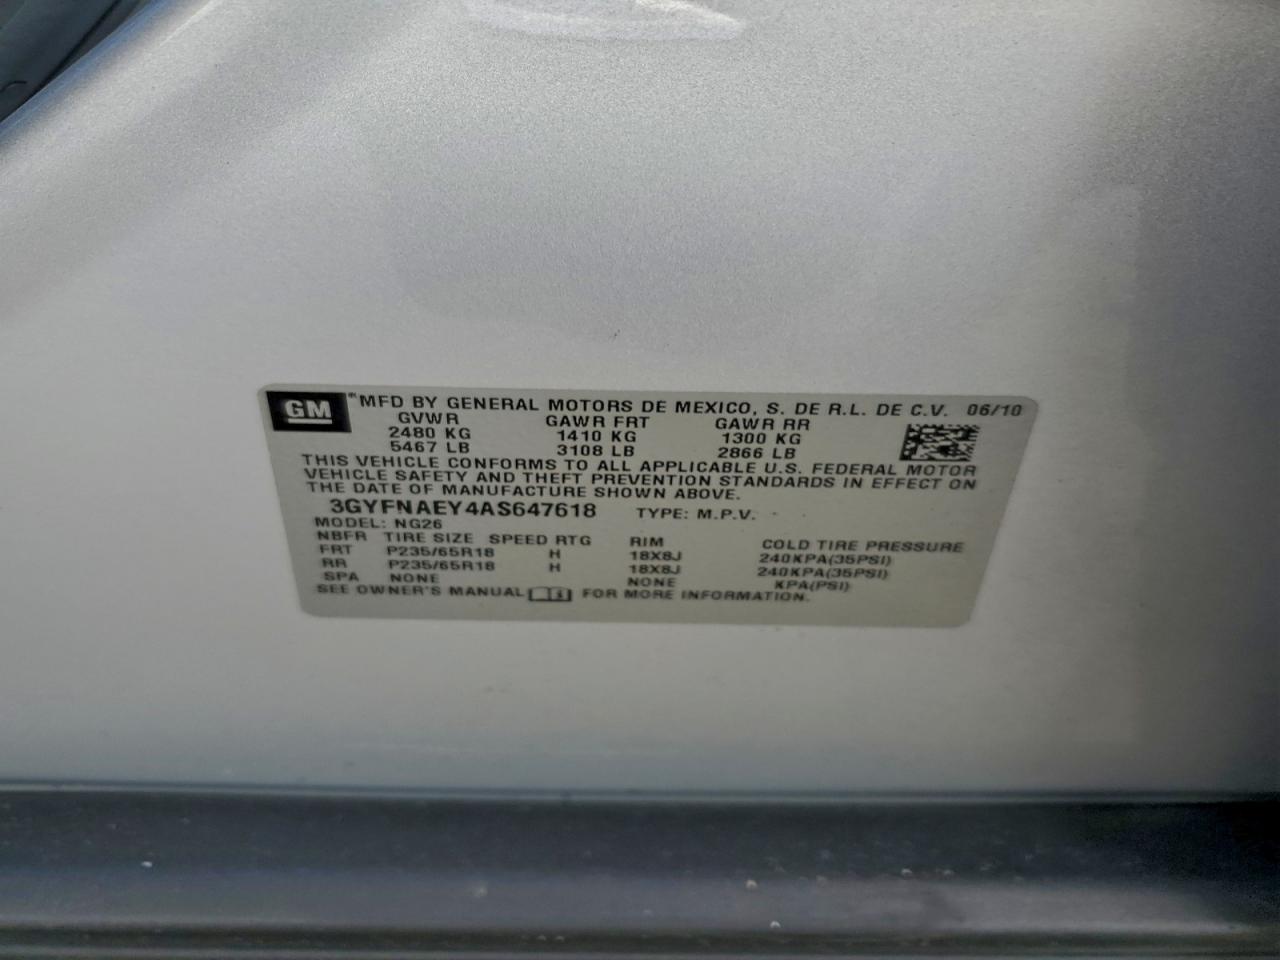 GM MFD BY GENERAL MOTORS DE MEXICO, S. DE R.L. DE C.V. 06/10
GVWR GAWR FRT GAWR RR
2480 KG 1410 KG 1300 KG
5467 LB 3108 LB 2866 LB
THIS VEHICLE CONFORMS TO ALL APPLICABLE U.S. FEDERAL MOTOR
VEHICLE SAFETY AND THEFT PREVENTION STANDARDS IN EFFECT ON
THE DATE OF MANUFACTURE SHOWN ABOVE.
3GYFNAEY4AS647618 TYPE: M.P.V.
MODEL: NG26
NBFR TIRE SIZE SPEED RTG RIM COLD TIRE PRESSURE
FRT P235/65R18 H 18X8J 240KPA(35PSI)
RR P235/65R18 H 18X8J 240KPA(35PSI)
SPA NONE NONE KPA(PSI)
SEE OWNER'S MANUAL FOR MORE INFORMATION.